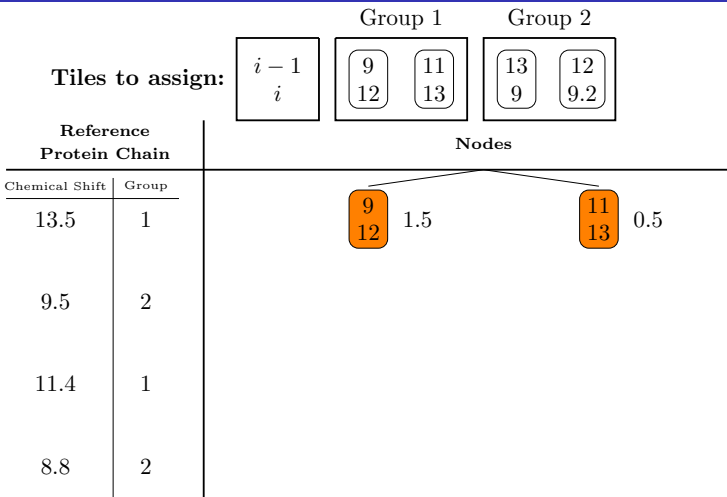 Group 1 Group 2
Tiles to assign: i − 1 9 11 13 12
i 12 13 9 9.2
Reference
Protein Chain
Nodes
Chemical Shift Group
13.5 1
9 1.5 11 0.5
12 13
9.5 2
11.4 1
8.8 2